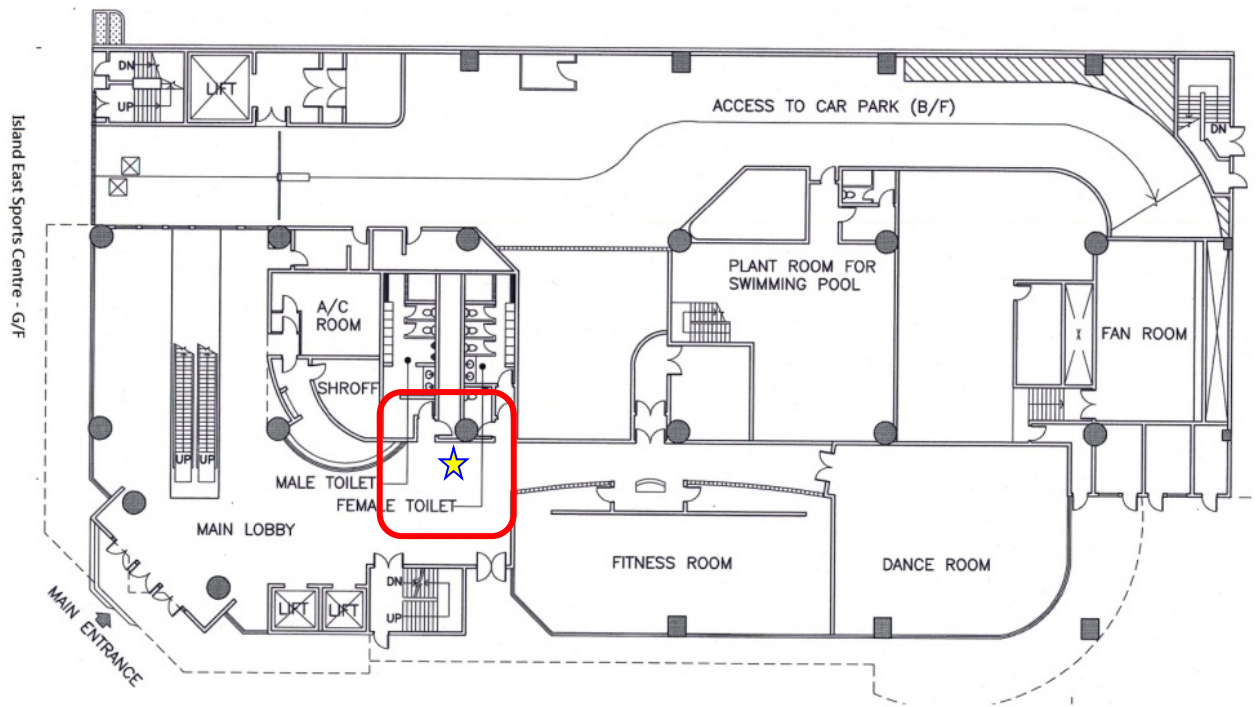 Island East Sports Centre - G/F
DN
UP
LIFT
ACCESS TO CAR PARK (B/F)
DN
PLANT ROOM FOR
SWIMMING POOL
A/C
ROOM
FAN ROOM
X
SHROFF
UP
UP
MALE TOILET
FEMALE TOILET
MAIN LOBBY
FITNESS ROOM
DANCE ROOM
DN
UP
LIFT
LIFT
MAIN ENTRANCE